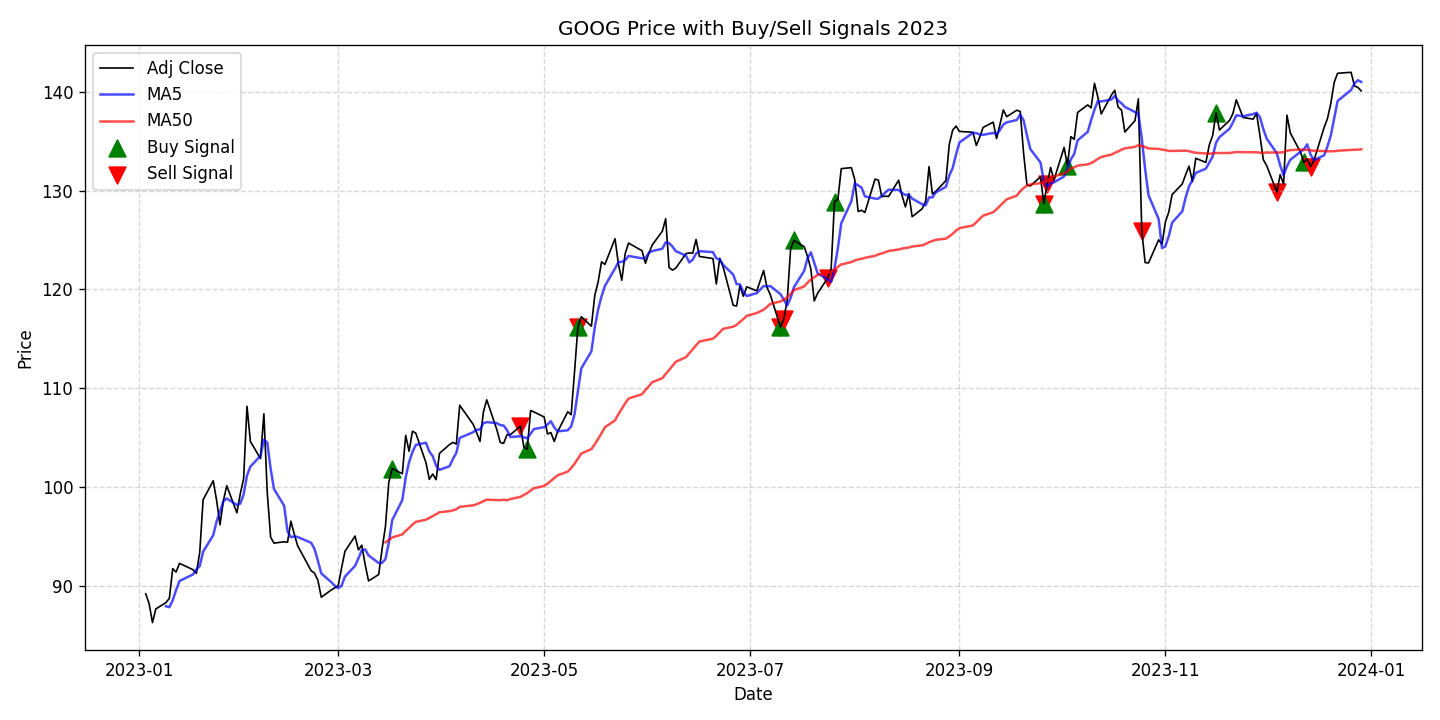 GOOG Price with Buy/Sell Signals 2023
Adj Close
MA5
MA50
Buy Signal
Sell Signal
Price
140
130
120
110
100
90
2023-01
2023-03
2023-05
2023-07
2023-09
2023-11
2024-01
Date